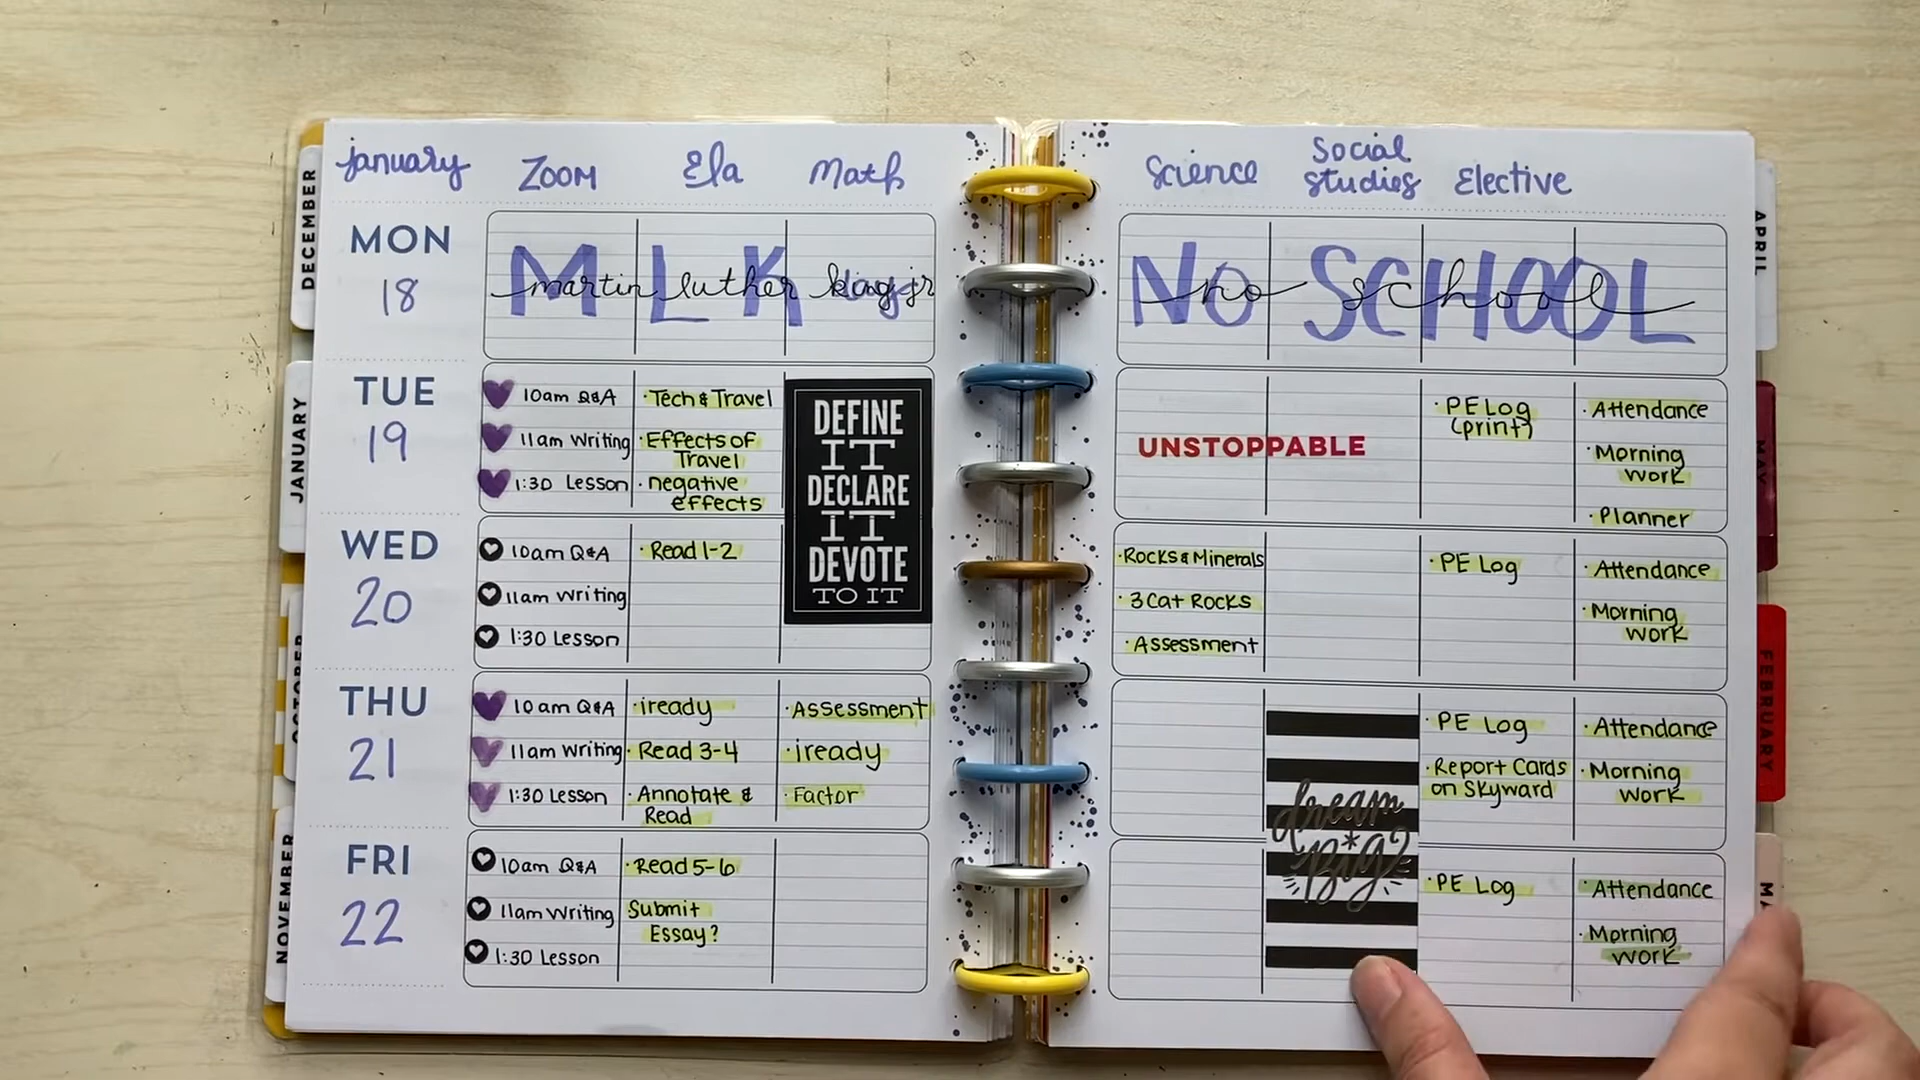 january
ZOOM
Ela
Math
Science
Social
studies
Elective
MON
18
MLK
martin luther king jr
NO SCHOOL
no school
TUE
19
10am Q&A
11am Writing
1:30 Lesson
·Tech & Travel
·Effects of
Travel
·negative
effects
DEFINE
IT
DECLARE
IT
DEVOTE
TO IT
UNSTOPPABLE
·PE Log
(print)
·Attendance
·Morning
work
·Planner
WED
20
10am Q&A
11am Writing
1:30 Lesson
·Read 1-2
·Rocks & Minerals
·3 Cat Rocks
·Assessment
·PE Log
·Attendance
·Morning
work
THU
21
10am Q&A
11am Writing
1:30 Lesson
·iready
·Read 3-4
·Annotate &
Read
·Assessment
·iready
·Factor
dream
big
·PE Log
·Report Cards
on Skyward
·Attendance
·Morning
work
FRI
22
10am Q&A
11am Writing
1:30 Lesson
·Read 5-6
Submit
Essay?
·PE Log
·Attendance
·Morning
work
DECEMBER
JANUARY
OCTOBER
NOVEMBER
APRIL
MAY
FEBRUARY